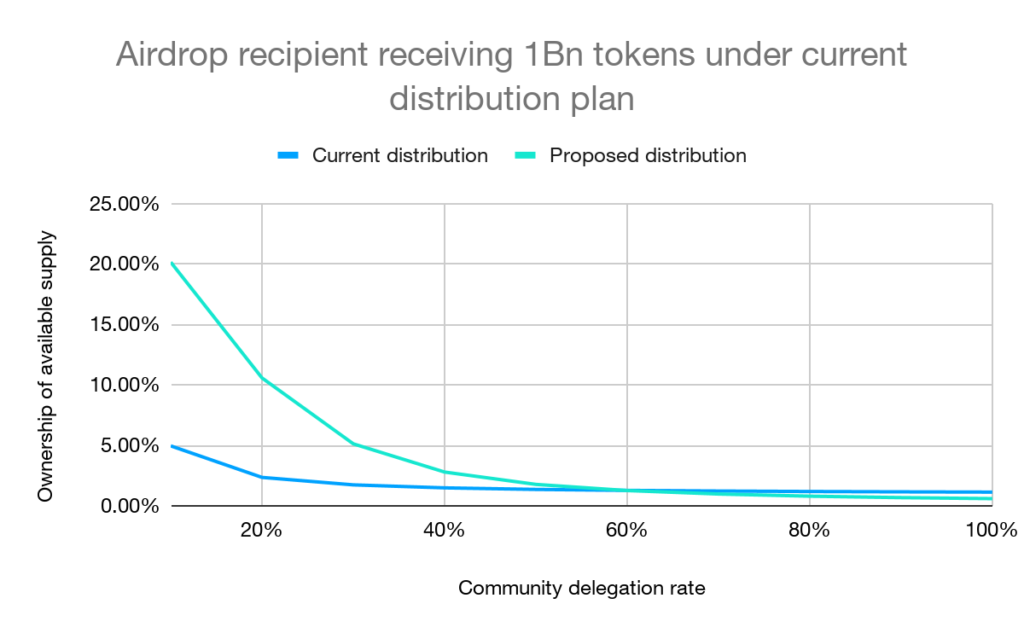 Airdrop recipient receiving 1Bn tokens under current
distribution plan
Current distribution
Proposed distribution
25.00%
20.00%
15.00%
10.00%
5.00%
0.00%
Ownership of available supply
20%
40%
60%
80%
100%
Community delegation rate